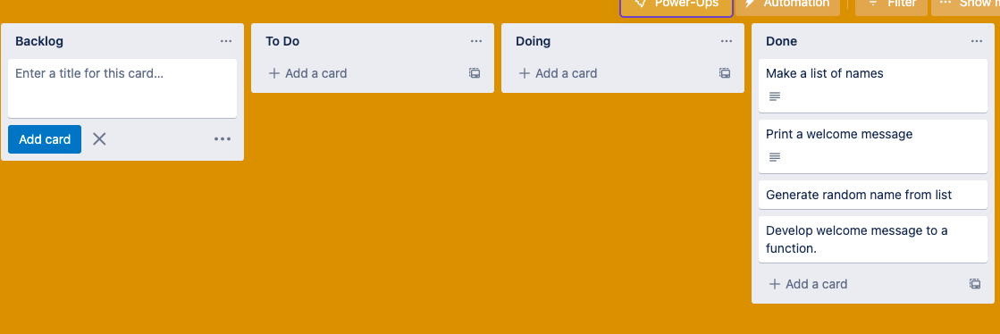 Power-Ups
Automation
Filter
Show
Backlog
Enter a title for this card...
Add card
To Do
+ Add a card
Doing
+ Add a card
Done
Make a list of names
Print a welcome message
Generate random name from list
Develop welcome message to a
function.
+ Add a card